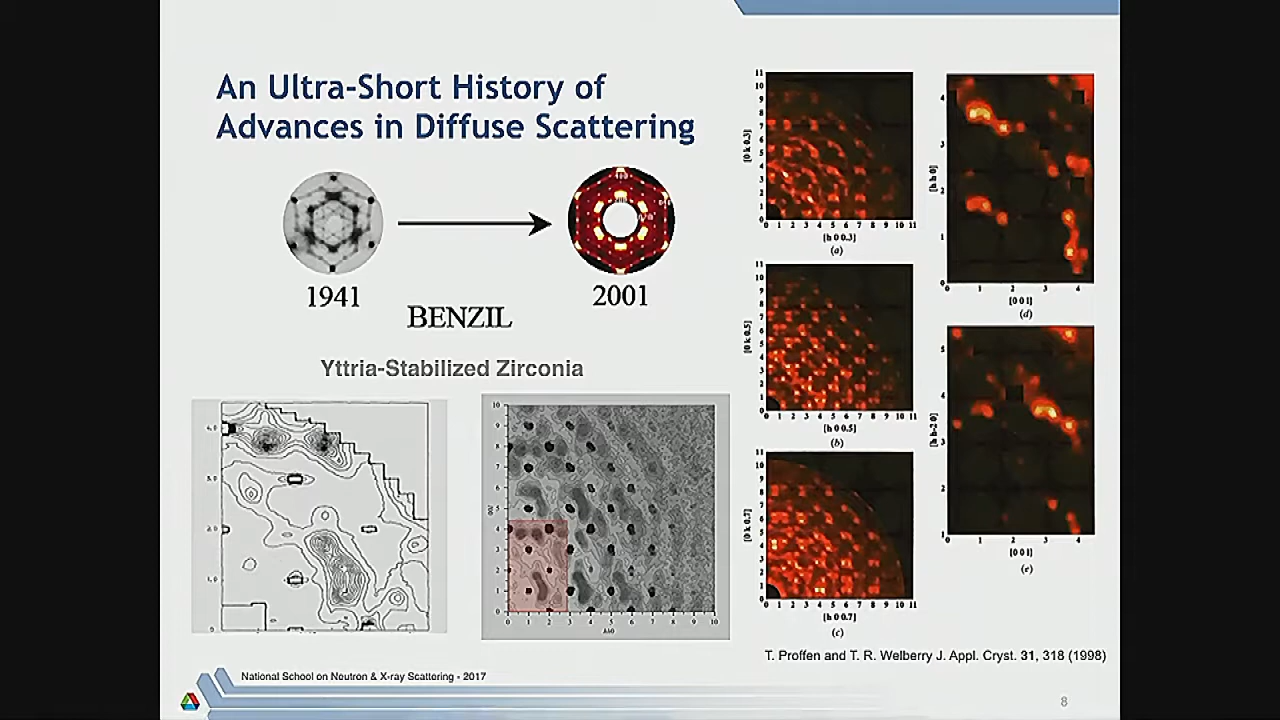 An Ultra-Short History of
Advances in Diffuse Scattering
1941
2001
BENZIL
Yttria-Stabilized Zirconia
[0 k 0.3]
[h 0 0.3]
(a)
[0 k 0.5]
[h 0 0.5]
(b)
[0 k 0.7]
[h 0 0.7]
(c)
[h h 0]
[0 0 1]
(d)
[h h-2 0]
[0 0 1]
(e)
T. Proffen and T. R. Welberry J. Appl. Cryst. 31, 318 (1998)
National School on Neutron & X-ray Scattering - 2017
8